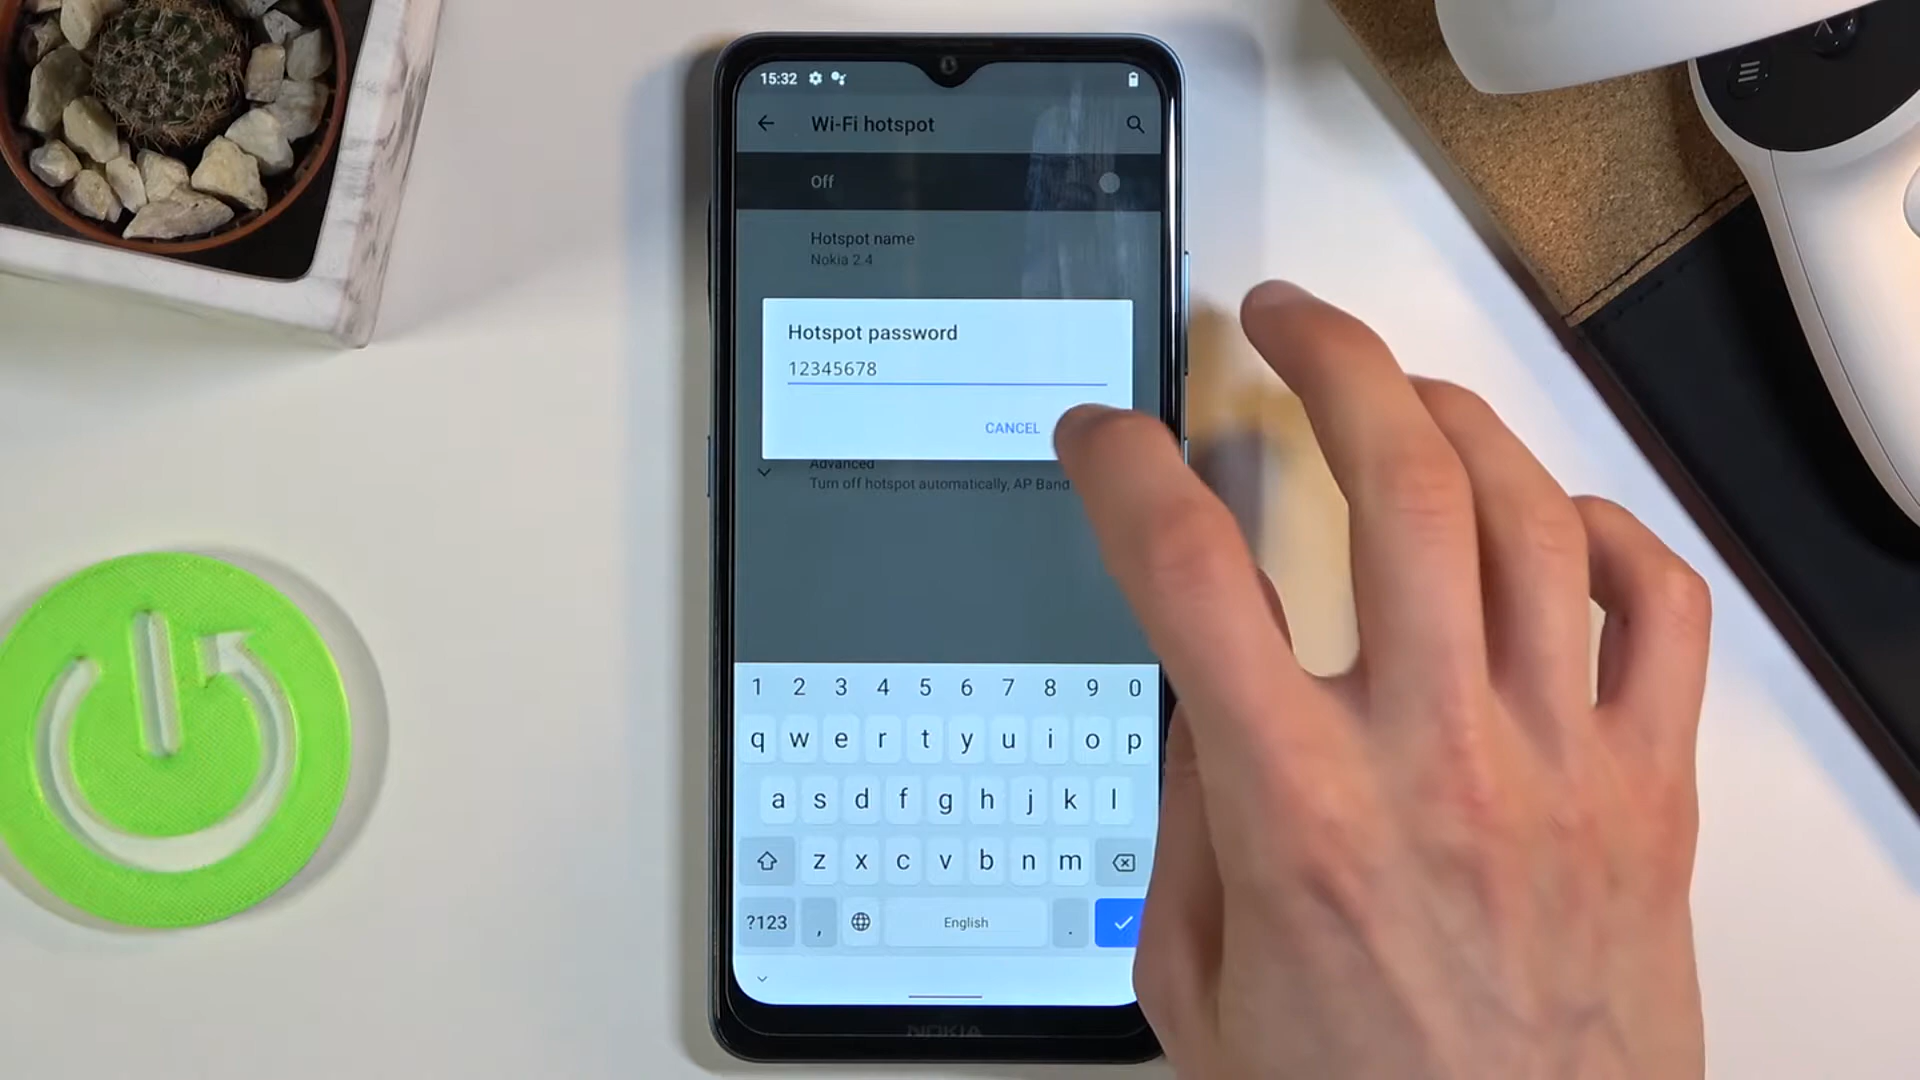 15:32
Wi-Fi hotspot
Off
Hotspot name
Nokia 2.4
Hotspot password
12345678
CANCEL
Advanced
Turn off hotspot automatically, AP Band
1 2 3 4 5 6 7 8 9 0
q w e r t y u i o p
a s d f g h j k l
z x c v b n m
?123 , English .
NOKIA